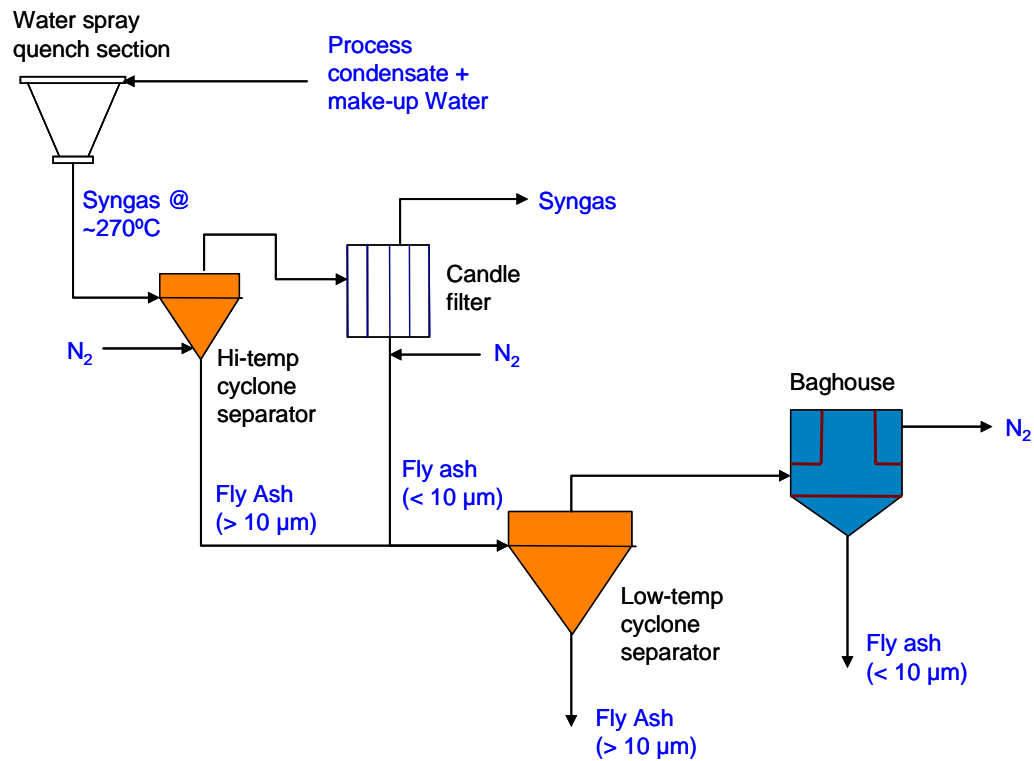 Water spray
quench section
Process
condensate +
make-up Water
Syngas @
~270ºC
Syngas
Candle
filter
N2
Hi-temp
cyclone
separator
N2
Baghouse
N2
Fly Ash
(> 10 µm)
Fly ash
(< 10 µm)
Low-temp
cyclone
separator
Fly ash
(< 10 µm)
Fly Ash
(> 10 µm)